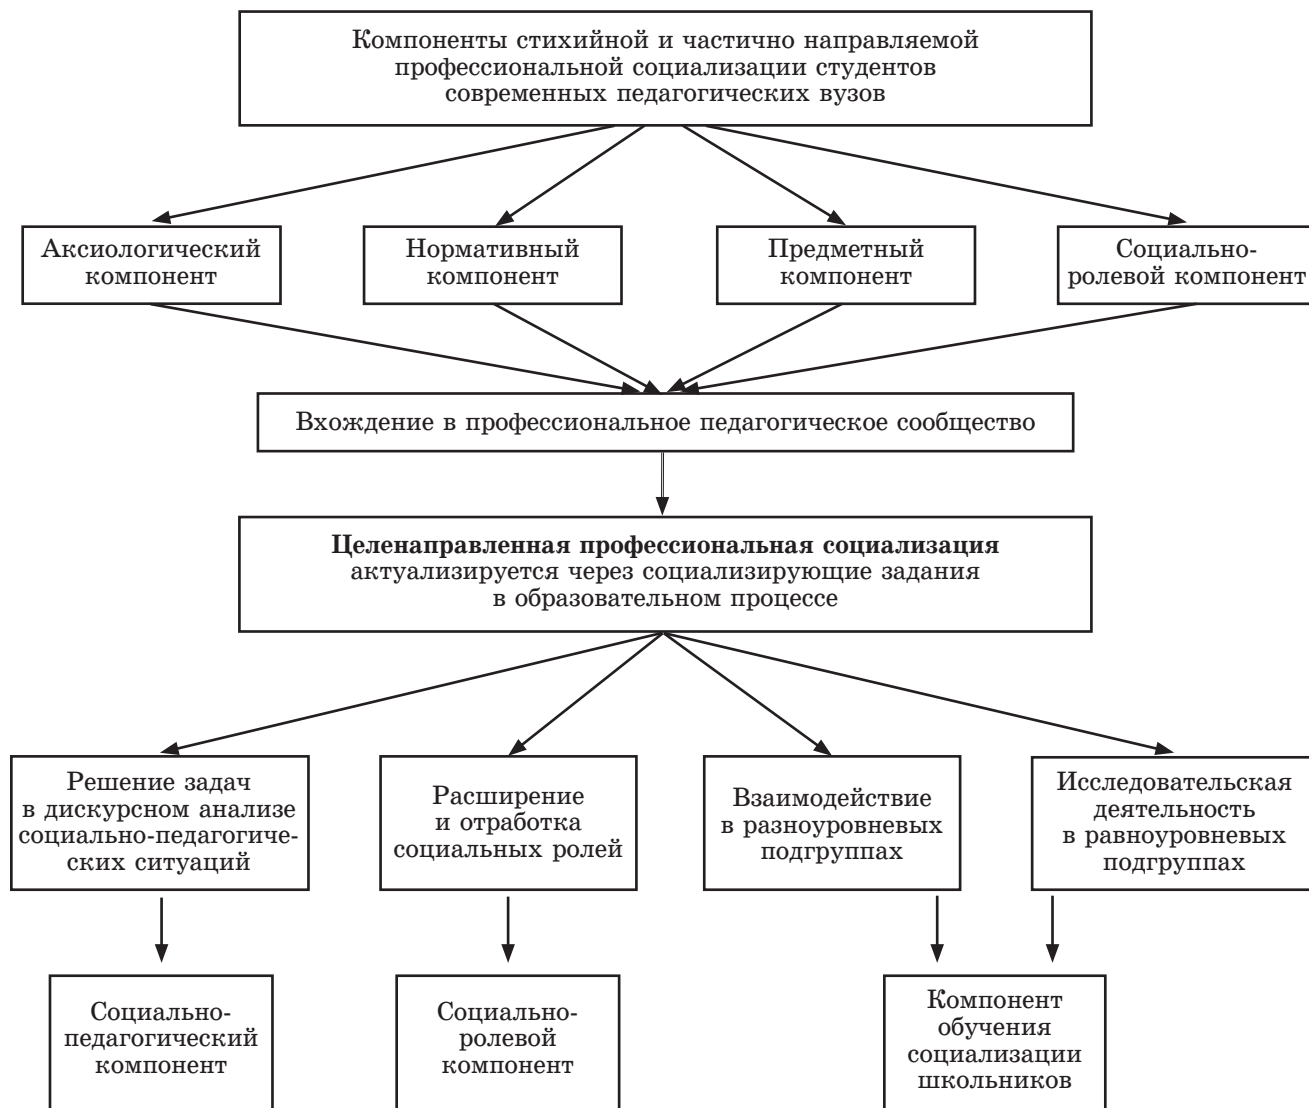 Компоненты стихийной и частично направляемой
профессиональной социализации студентов
современных педагогических вузов
Аксиологический
компонент
Нормативный
компонент
Предметный
компонент
Социально-
ролевой компонент
Вхождение в профессиональное педагогическое сообщество
Целенаправленная профессиональная социализация
актуализируется через социализирующие задания
в образовательном процессе
Решение задач
в дискурсном анализе
социально-педагогиче-
ских ситуаций
Расширение
и отработка
социальных ролей
Взаимодействие
в разноуровневых
подгруппах
Исследовательская
деятельность
в равноуровневых
подгруппах
Социально-
педагогический
компонент
Социально-
ролевой
компонент
Компонент
обучения
социализации
школьников